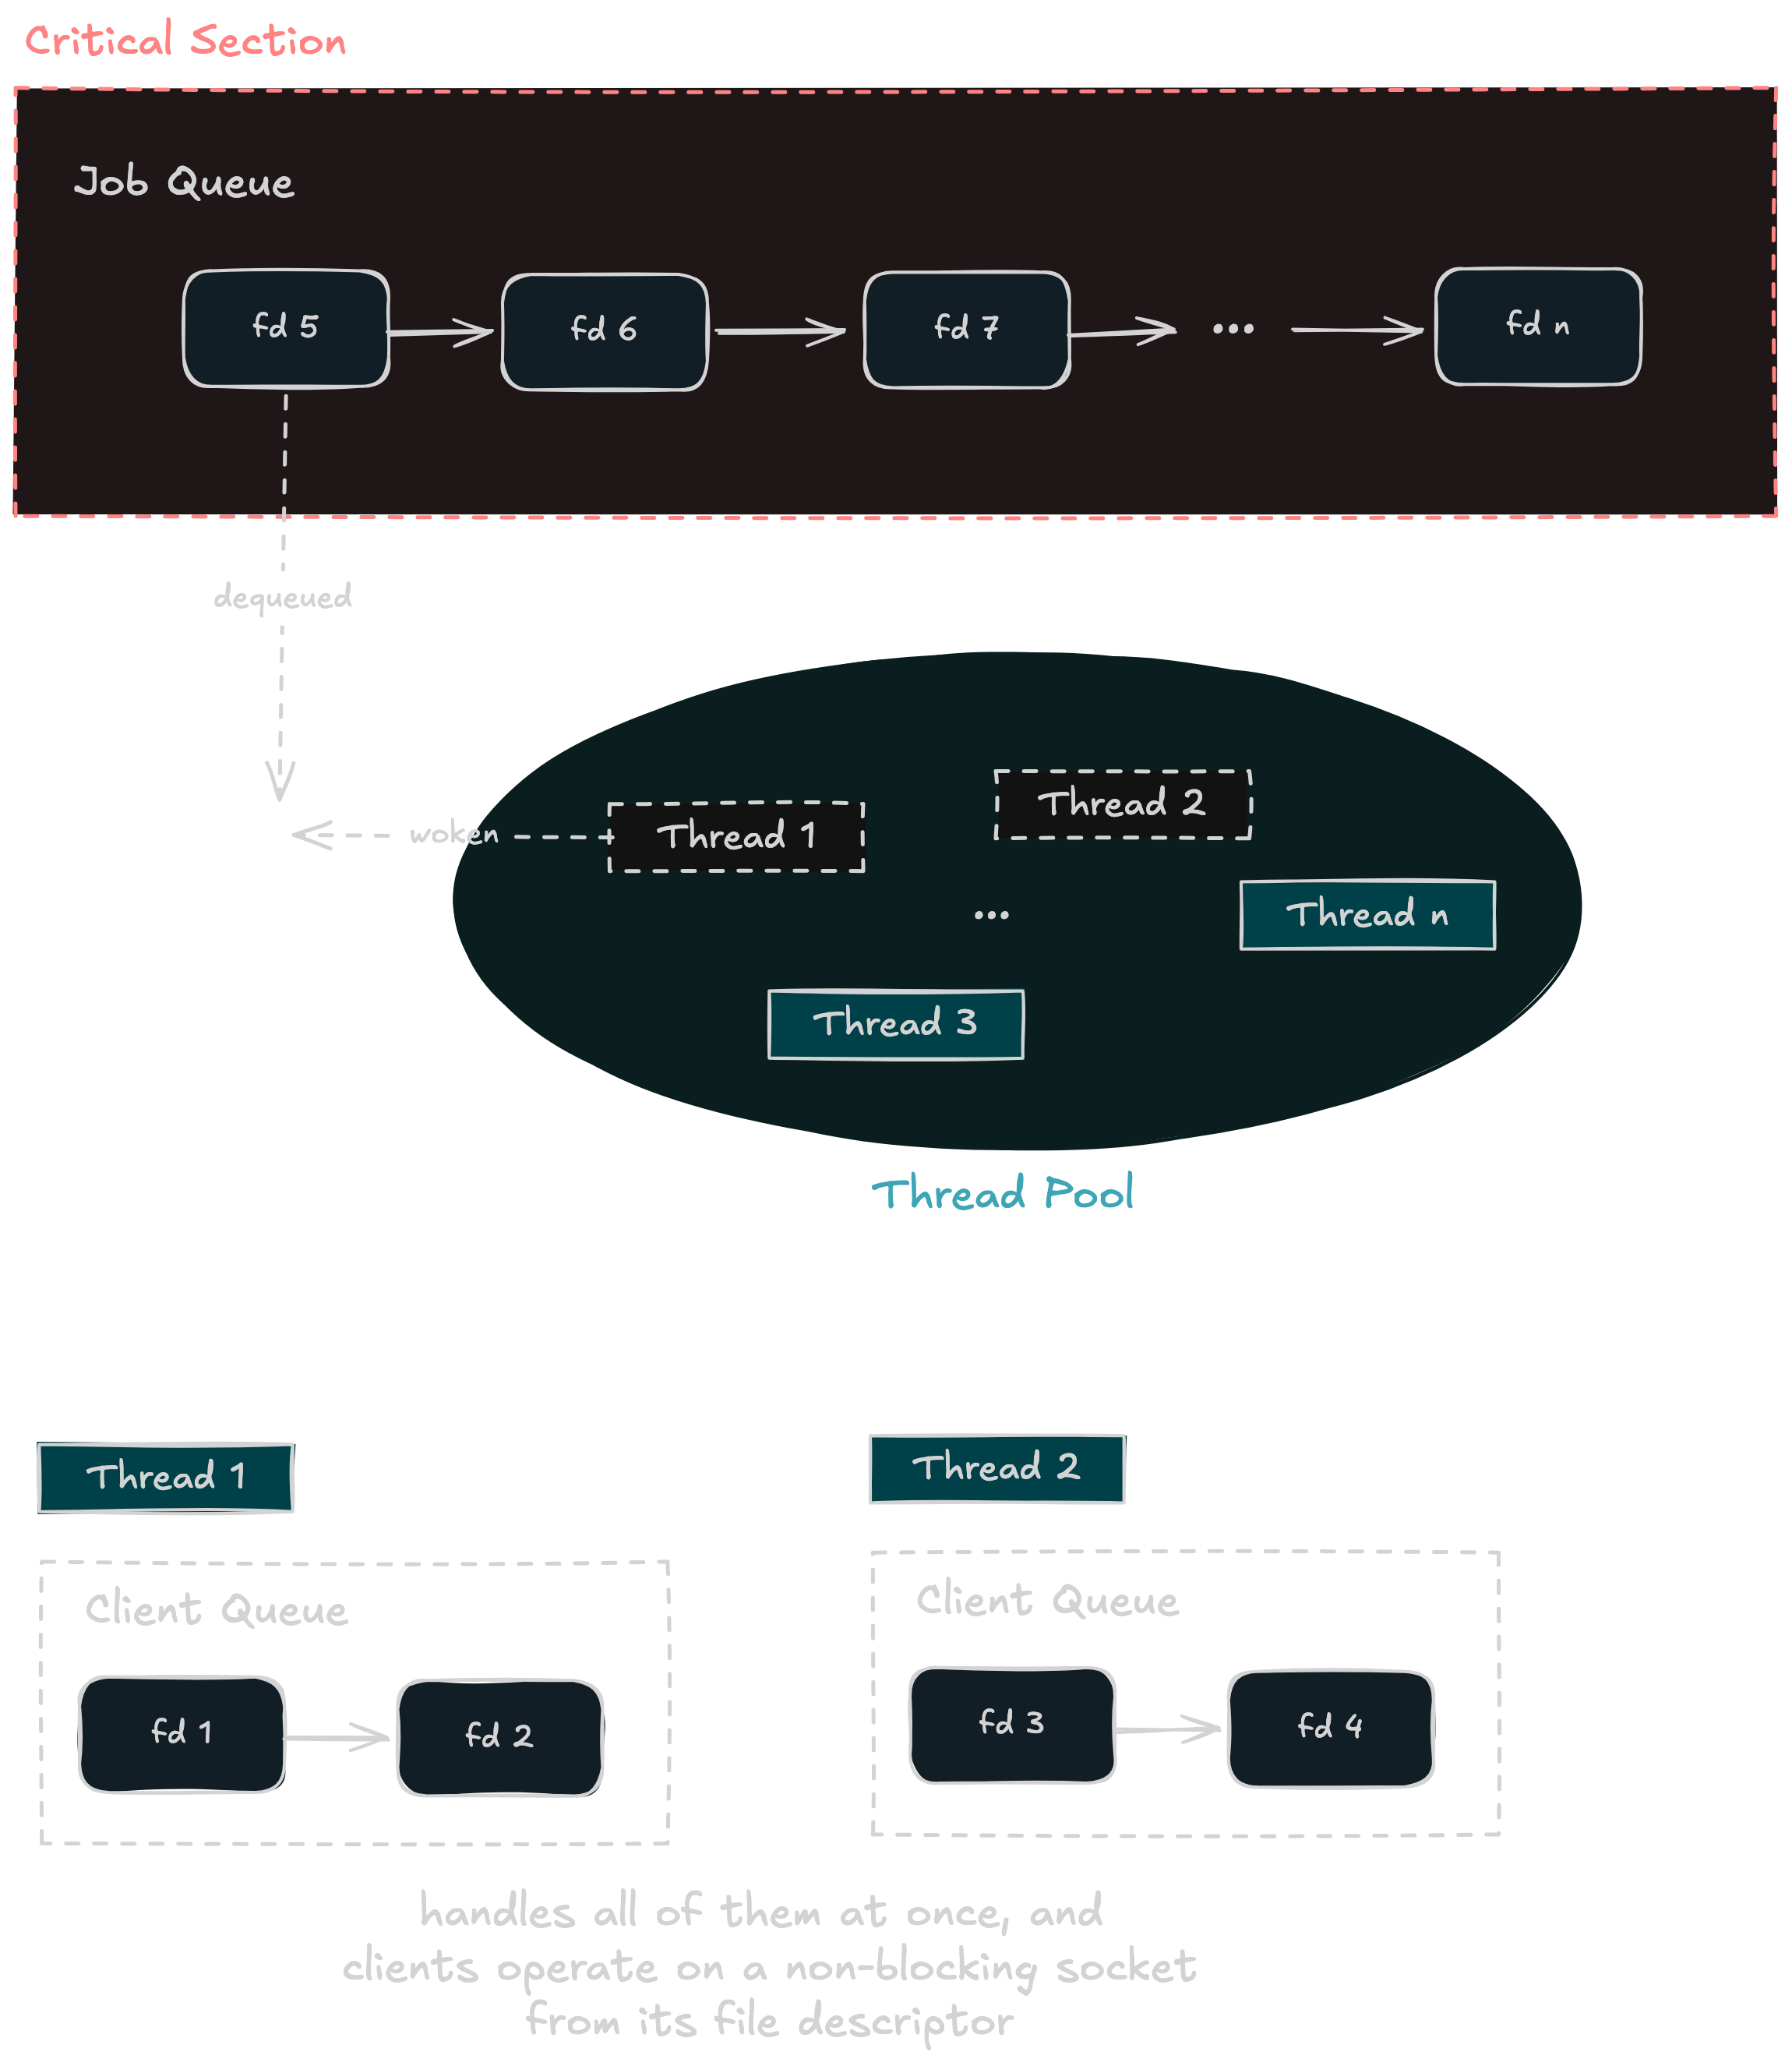 Critical Section
Job Queue
fd 5
fd 6
fd 7
...
fd n
dequeued
woken
Thread 1
Thread 2
...
Thread n
Thread 3
Thread Pool
Thread 1
Thread 2
Client Queue
Client Queue
fd 1
fd 2
fd 3
fd 4
handles all of them at once, and
clients operate on a non-blocking socket
from its file descriptor